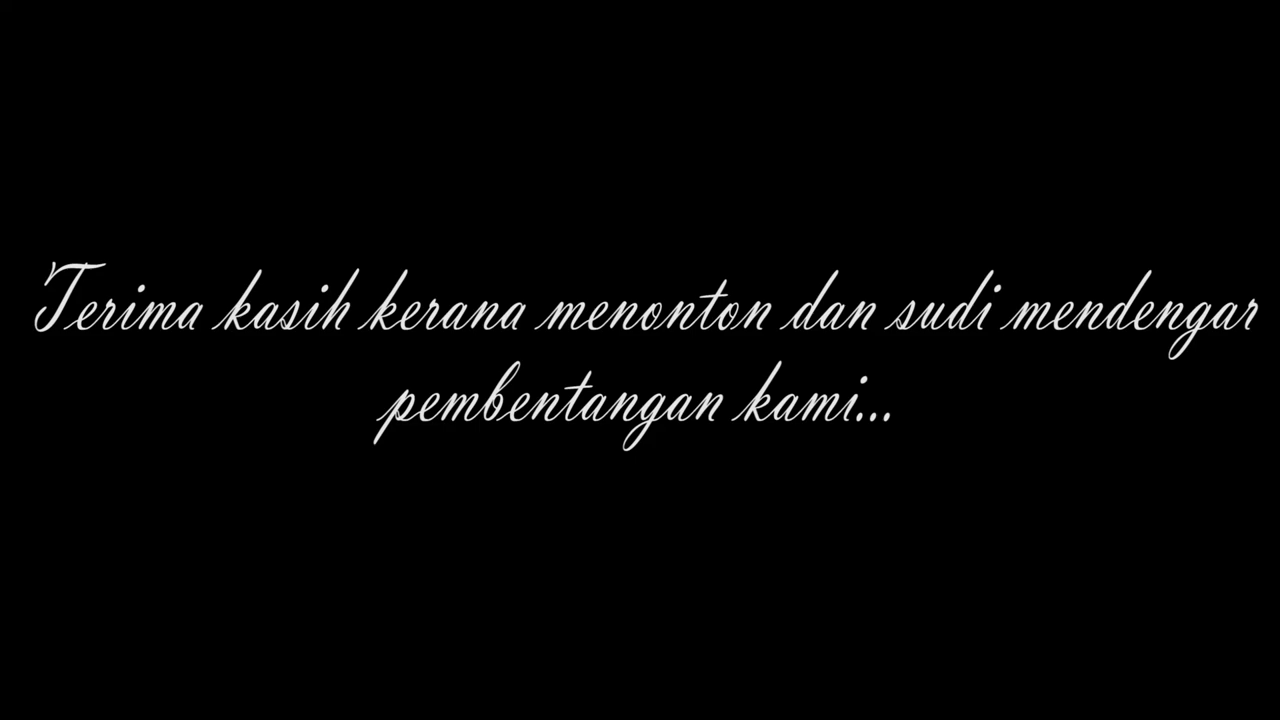 Terima kasih kerana menonton dan sudi mendengar
pembentangan kami...